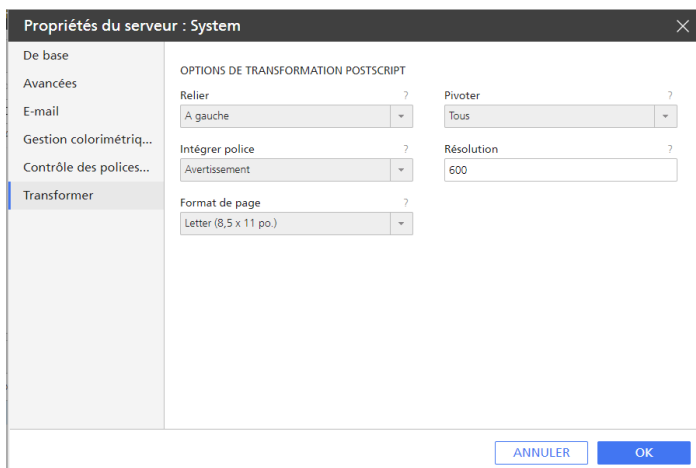 Propriétés du serveur : System
De base
Avancées
E-mail
Gestion colorimétriq...
Contrôle des polices...
Transformer
OPTIONS DE TRANSFORMATION POSTSCRIPT
Relier ?
A gauche
Pivoter ?
Tous
Intégrer police ?
Avertissement
Résolution ?
600
Format de page ?
Letter (8,5 x 11 po.)
ANNULER
OK